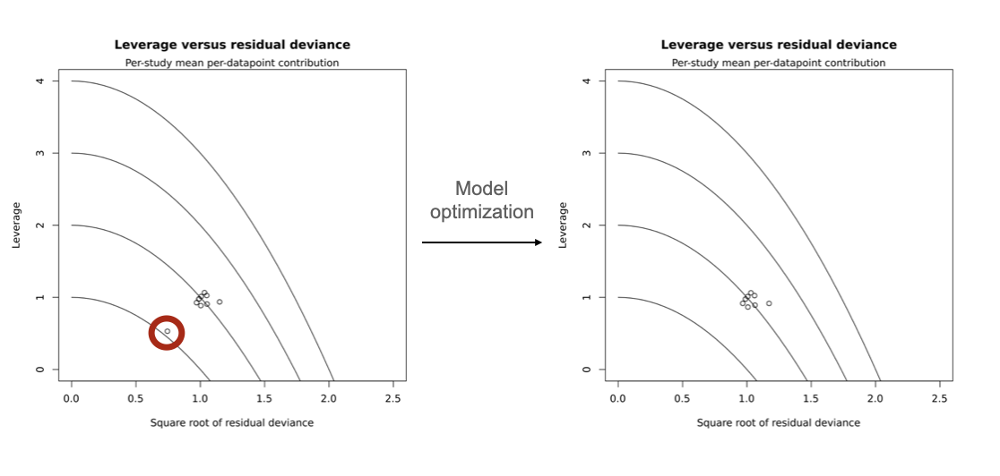 Leverage versus residual deviance
Per-study mean per-datapoint contribution
4
3
2
1
0
Leverage
0.0 0.5 1.0 1.5 2.0 2.5
Square root of residual deviance
Model
optimization
Leverage versus residual deviance
Per-study mean per-datapoint contribution
4
3
2
1
0
Leverage
0.0 0.5 1.0 1.5 2.0 2.5
Square root of residual deviance